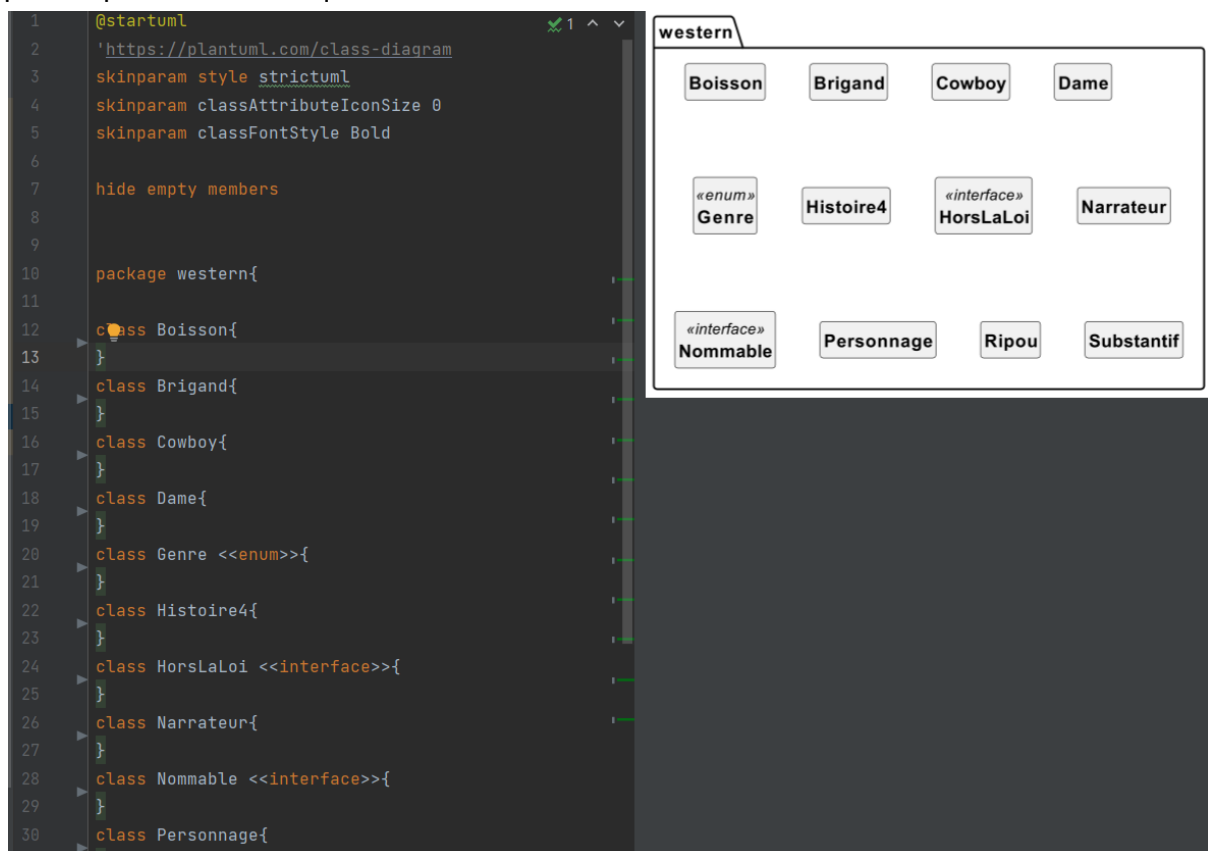 1 @startuml
2 'https://plantuml.com/class-diagram
3 skinparam style strictuml
4 skinparam classAttributeIconSize 0
5 skinparam classFontStyle Bold
6
7 hide empty members
8
9
10 package western{
11
12 class Boisson{
13 }
14 class Brigand{
15 }
16 class Cowboy{
17 }
18 class Dame{
19 }
20 class Genre <<enum>>{
21 }
22 class Histoire4{
23 }
24 class HorsLaLoi <<interface>>{
25 }
26 class Narrateur{
27 }
28 class Nommable <<interface>>{
29 }
30 class Personnage{
1
western
Boisson Brigand Cowboy Dame
«enum» «interface»
Genre Histoire4 HorsLaLoi Narrateur
«interface»
Nommable Personnage Ripou Substantif